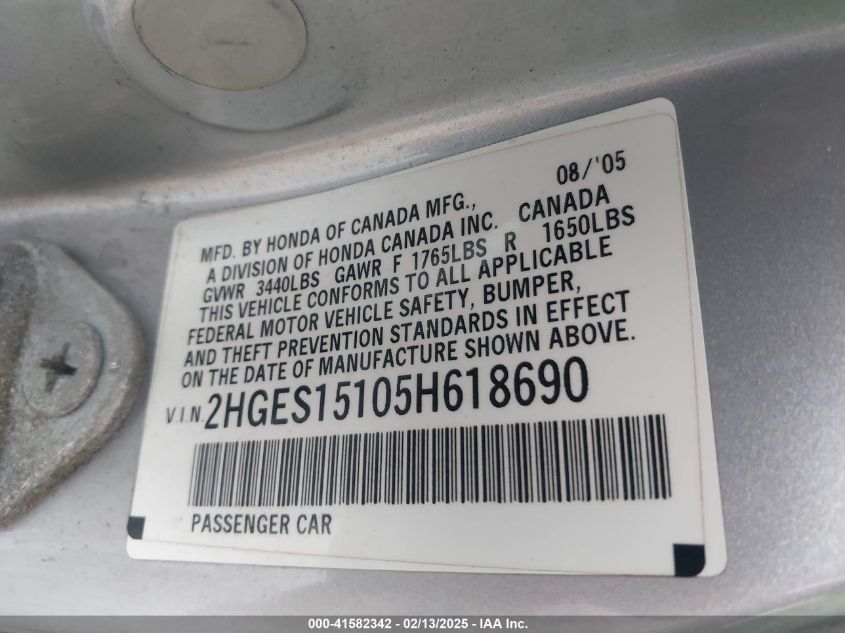 08/'05
MFD. BY HONDA OF CANADA MFG.,
A DIVISION OF HONDA CANADA INC. CANADA
GVWR 3440LBS GAWR F 1765LBS R 1650LBS
THIS VEHICLE CONFORMS TO ALL APPLICABLE
FEDERAL MOTOR VEHICLE SAFETY, BUMPER,
AND THEFT PREVENTION STANDARDS IN EFFECT
ON THE DATE OF MANUFACTURE SHOWN ABOVE.
V.I.N. 2HGES15105H618690
PASSENGER CAR
000-41582342 - 02/13/2025 - IAA Inc.